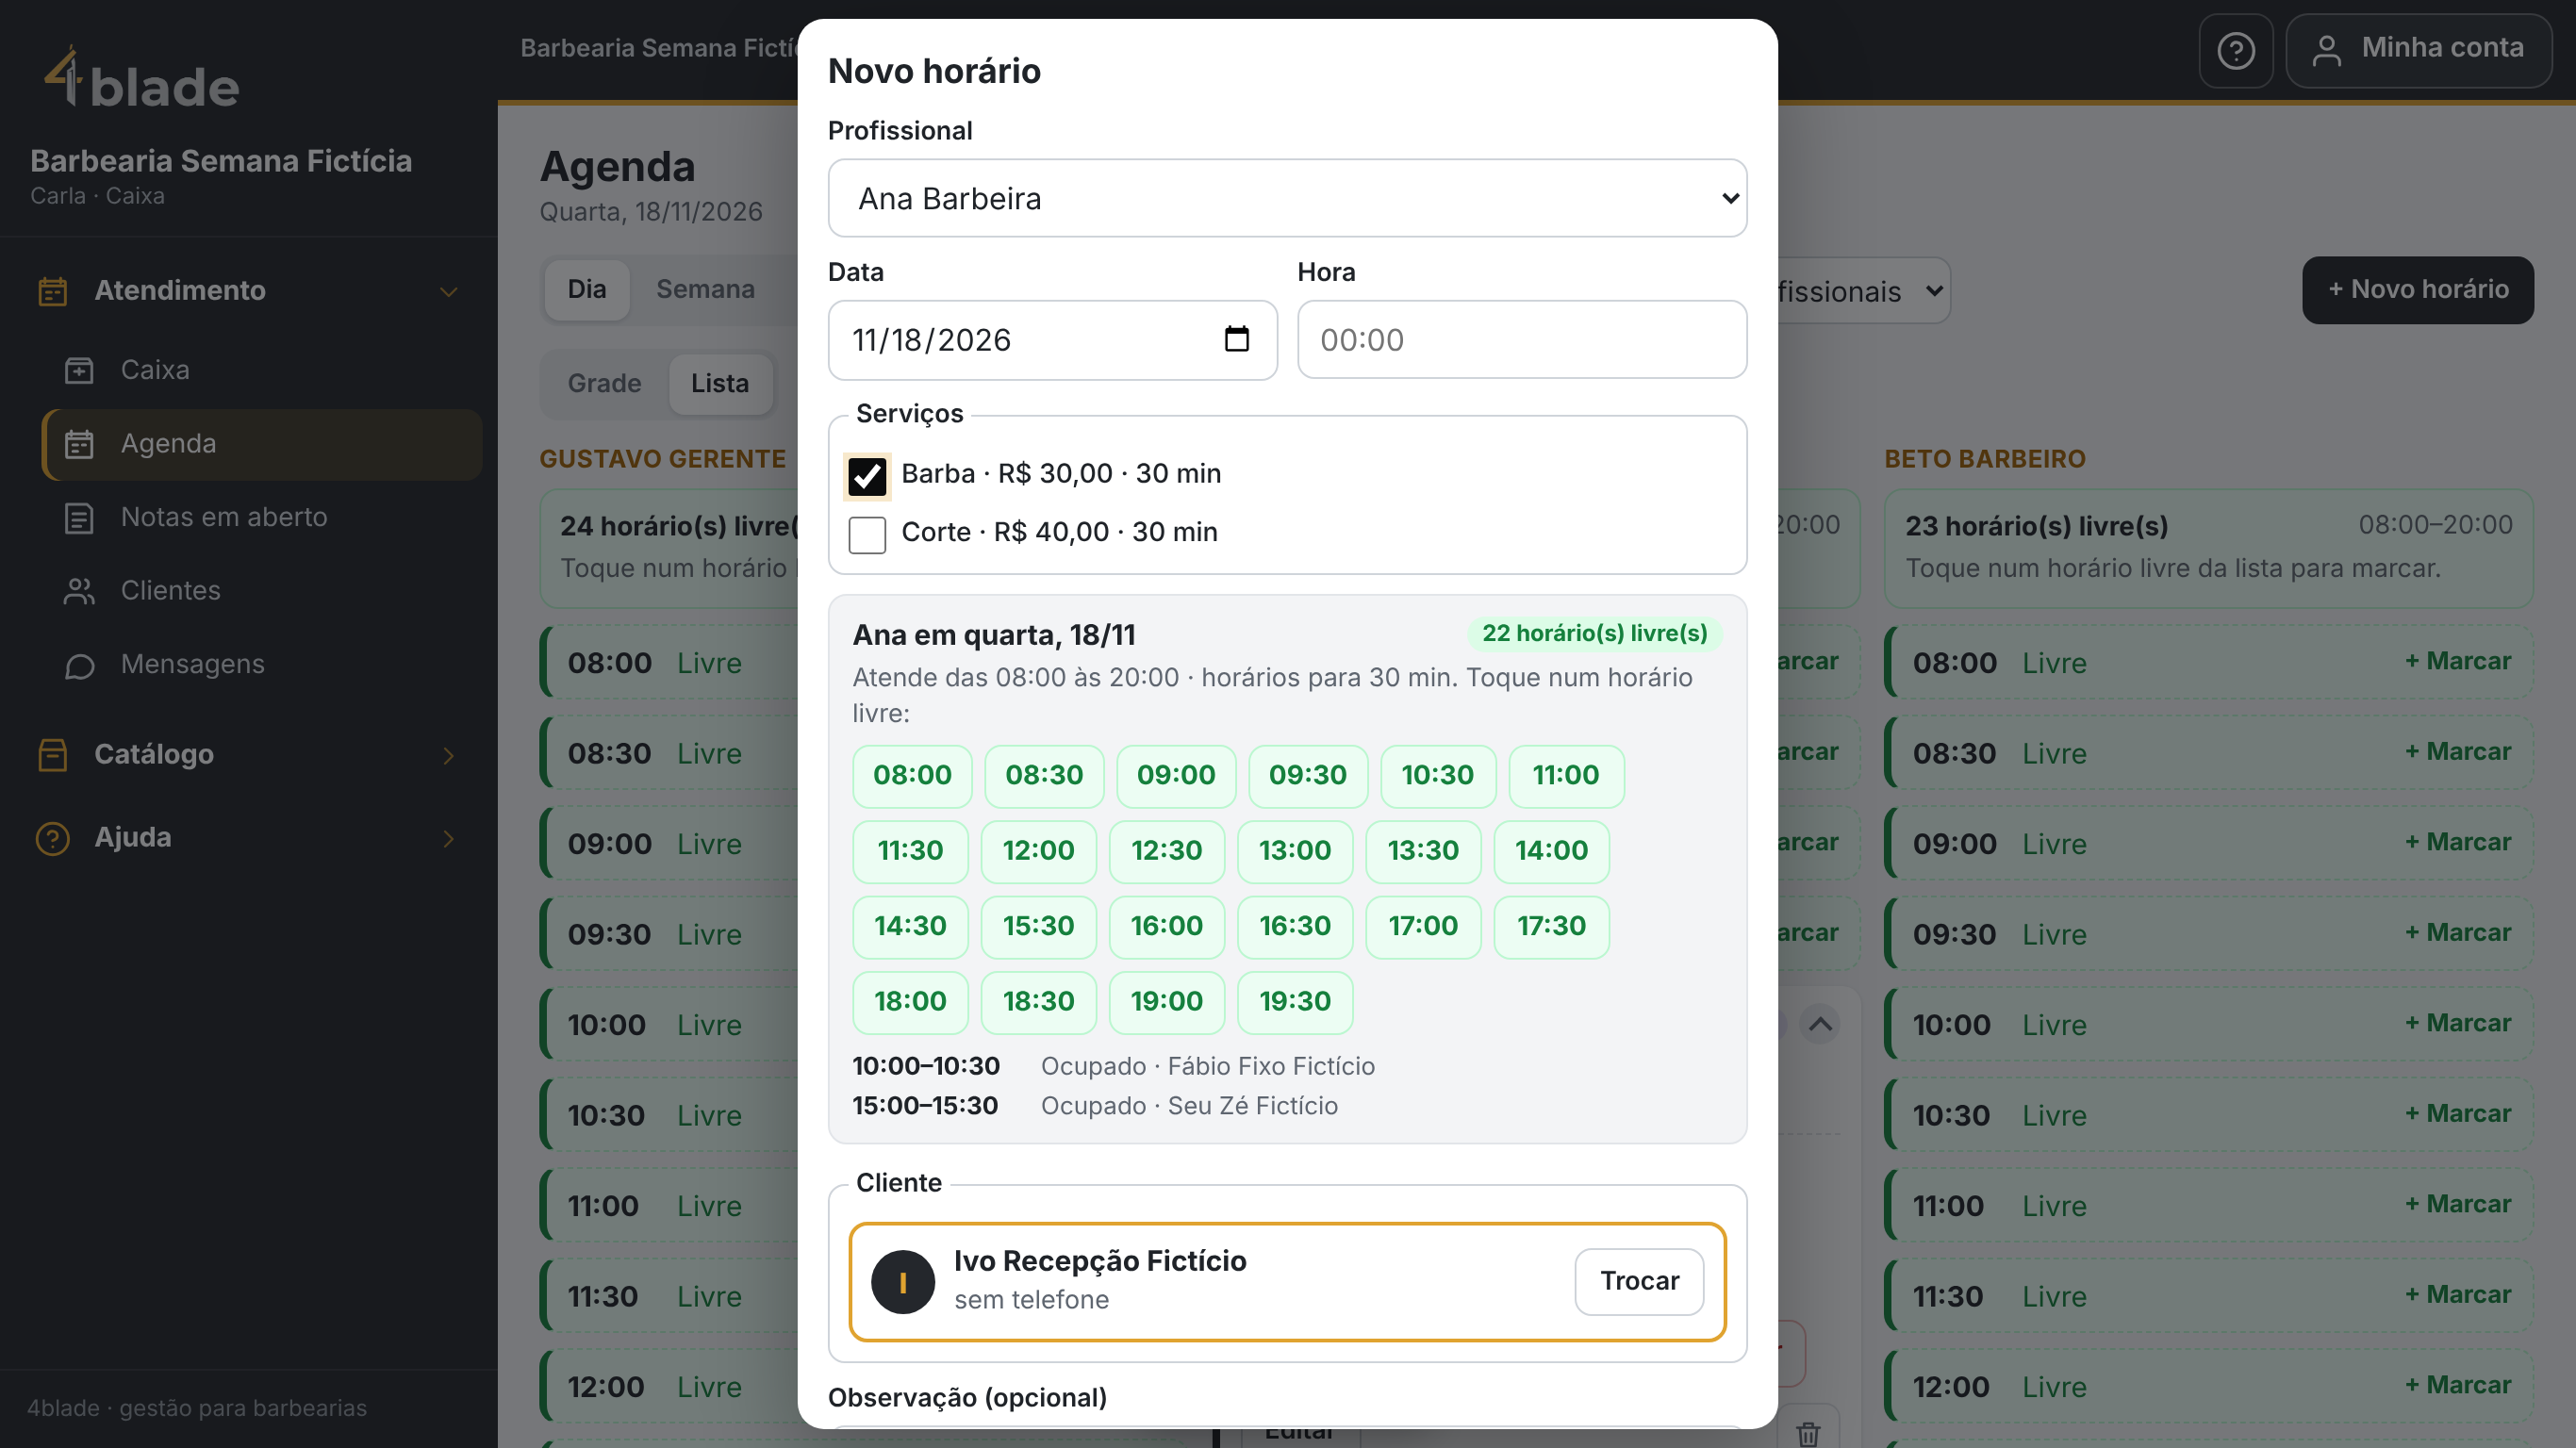 4blade
Barbearia Semana Fictícia
Carla · Caixa
Atendimento
Caixa
Agenda
Notas em aberto
Clientes
Mensagens
Catálogo
Ajuda
4blade · gestão para barbearias
Barbearia Semana
Minha conta
Agenda
Quarta, 18/11/2026
Dia
Semana
+ Novo horário
Grade
Lista
GUSTAVO GERENTE
24 horário(s)
Toque num horário
08:00 Livre
08:30 Livre
09:00 Livre
09:30 Livre
10:00 Livre
10:30 Livre
11:00 Livre
11:30 Livre
12:00 Livre
Novo horário
Profissional
Ana Barbeira
Data
Hora
11/18/2026
00:00
Serviços
Barba · R$ 30,00 · 30 min
Corte · R$ 40,00 · 30 min
Ana em quarta, 18/11
22 horário(s) livre(s)
Atende das 08:00 às 20:00 · horários para 30 min. Toque num horário
livre:
08:00 08:30 09:00 09:30 10:30 11:00
11:30 12:00 12:30 13:00 13:30 14:00
14:30 15:30 16:00 16:30 17:00 17:30
18:00 18:30 19:00 19:30
10:00–10:30 Ocupado · Fábio Fixo Fictício
15:00–15:30 Ocupado · Seu Zé Fictício
Cliente
I
Ivo Recepção Fictício
sem telefone
Trocar
Observação (opcional)
BETO BARBEIRO
23 horário(s) livre(s)
08:00–20:00
Toque num horário livre da lista para marcar.
08:00 Livre + Marcar
08:30 Livre + Marcar
09:00 Livre + Marcar
09:30 Livre + Marcar
10:00 Livre + Marcar
10:30 Livre + Marcar
11:00 Livre + Marcar
11:30 Livre + Marcar
12:00 Livre + Marcar